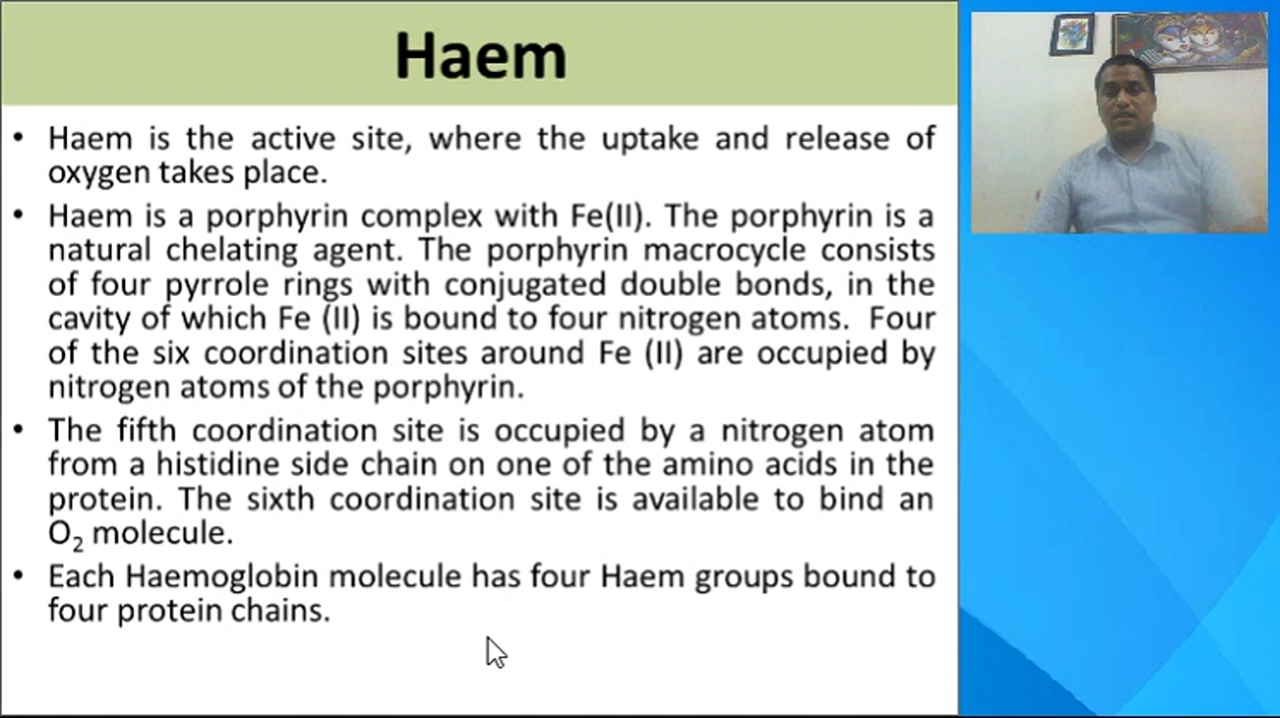 Haem
• Haem is the active site, where the uptake and release of
oxygen takes place.
• Haem is a porphyrin complex with Fe(II). The porphyrin is a
natural chelating agent. The porphyrin macrocycle consists
of four pyrrole rings with conjugated double bonds, in the
cavity of which Fe (II) is bound to four nitrogen atoms. Four
of the six coordination sites around Fe (II) are occupied by
nitrogen atoms of the porphyrin.
• The fifth coordination site is occupied by a nitrogen atom
from a histidine side chain on one of the amino acids in the
protein. The sixth coordination site is available to bind an
O₂ molecule.
• Each Haemoglobin molecule has four Haem groups bound to
four protein chains.